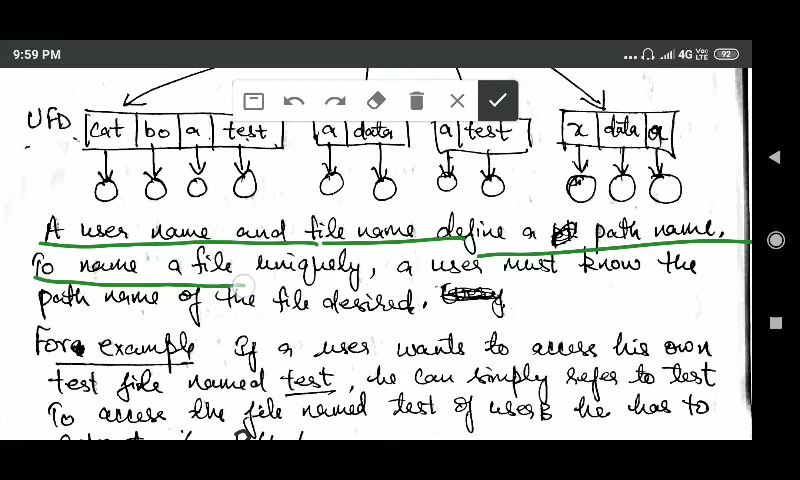 9:59 PM
4G VoLTE 92
UFD cat bo a test a data a test x data a
A user name and file name define a path name.
To name a file uniquely, a user must know the
path name of the file desired.
For example If a user wants to access his own
test file named test, he can simply refer to test
To access the file named test of userB he has to